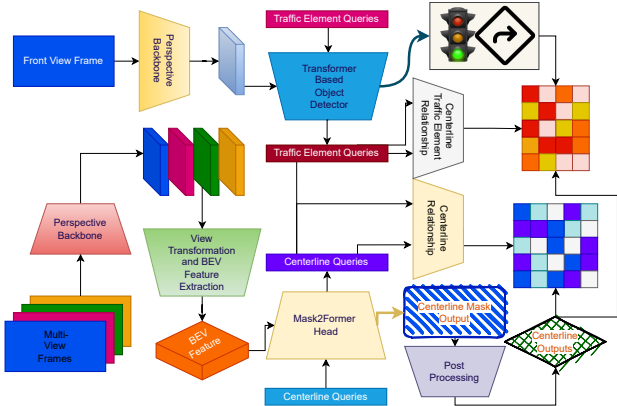 Traffic Element Queries
Front View Frame
Perspective
Backbone
Transformer
Based
Object
Detector
Traffic Element Queries
Centerline
Traffic Element
Relationship
Perspective
Backbone
View
Transformation
and BEV
Feature
Extraction
Centerline
Relationship
Centerline Queries
Multi-
View
Frames
BEV
Feature
Mask2Former
Head
Centerline Mask
Output
Centerline
Outputs
Post
Processing
Centerline Queries